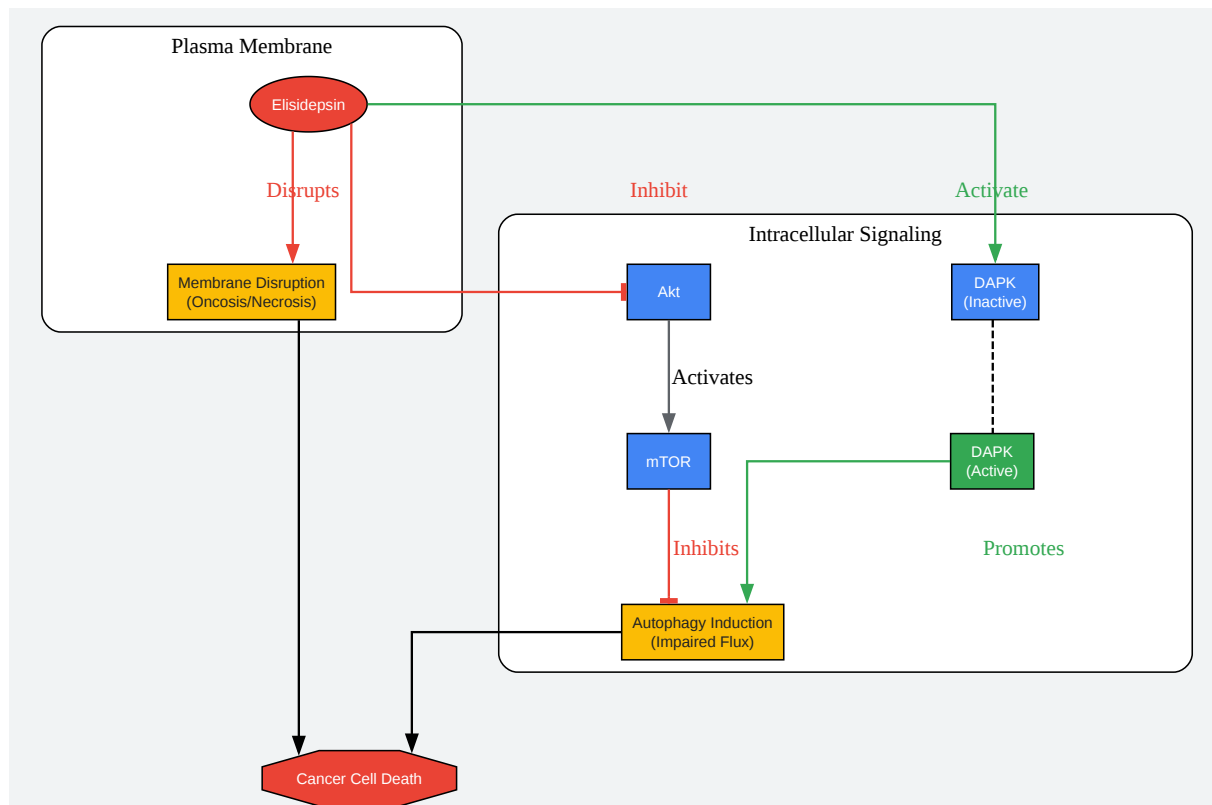 Plasma Membrane
Elisidepsin
Disrupts
Inhibit
Activate
Intracellular Signaling
Membrane Disruption
(Oncosis/Necrosis)
Akt
DAPK
(Inactive)
Activates
mTOR
DAPK
(Active)
Inhibits
Promotes
Autophagy Induction
(Impaired Flux)
Cancer Cell Death